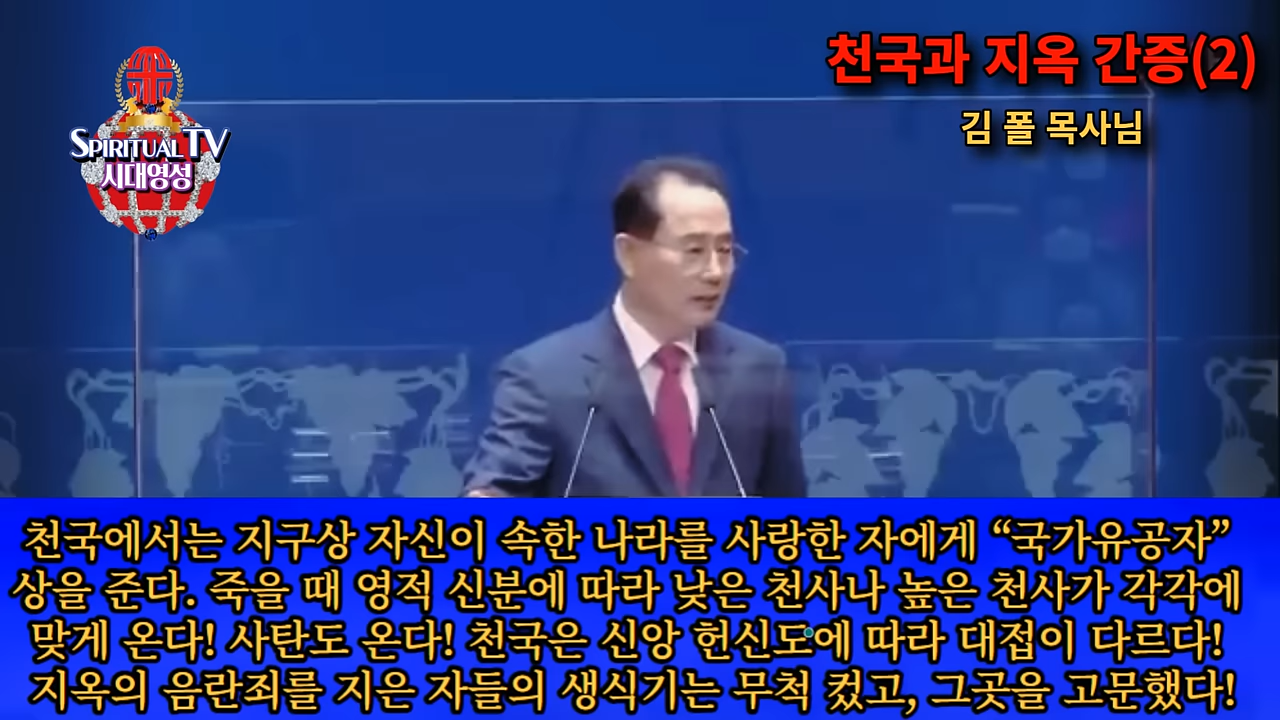 천국과 지옥 간증(2)
김 폴 목사님
SPIRITUAL TV
시대영성
천국에서는 지구상 자신이 속한 나라를 사랑한 자에게 “국가유공자”
상을 준다. 죽을 때 영적 신분에 따라 낮은 천사나 높은 천사가 각각에
맞게 온다! 사탄도 온다! 천국은 신앙 헌신도에 따라 대접이 다르다!
지옥의 음란죄를 지은 자들의 생식기는 무척 컸고, 그곳을 고문했다!